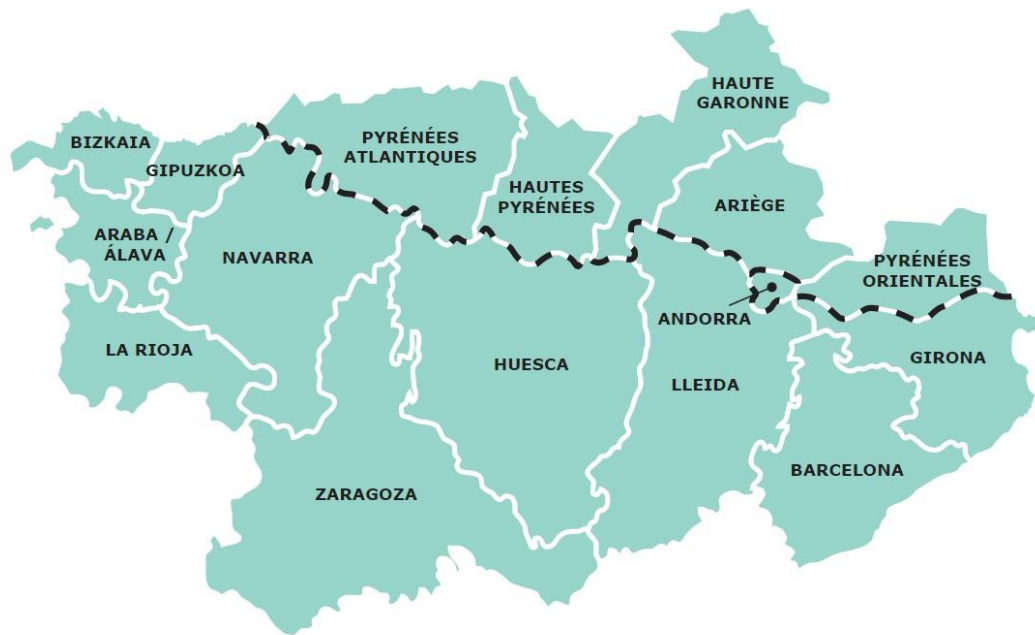 HAUTE
GARONNE
BIZKAIA
GIPUZKOA
PYRÉNÉES
ATLANTIQUES
HAUTES
PYRÉNÉES
ARIÈGE
ARABA /
ÁLAVA
NAVARRA
PYRÉNÉES
ORIENTALES
ANDORRA
LA RIOJA
HUESCA
LLEIDA
GIRONA
ZARAGOZA
BARCELONA